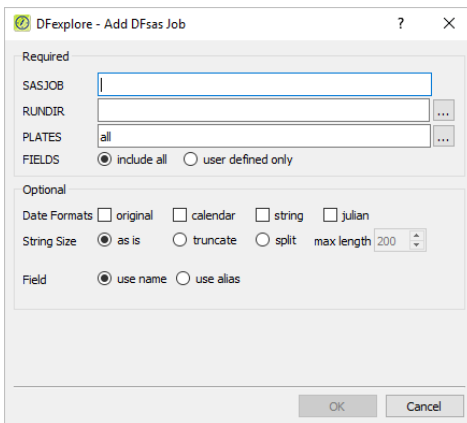 DFexplore - Add DFsas Job ?
Required
SASJOB
RUNDIR ...
PLATES all ...
FIELDS include all user defined only
Optional
Date Formats original calendar string julian
String Size as is truncate split max length 200
Field use name use alias
OK Cancel